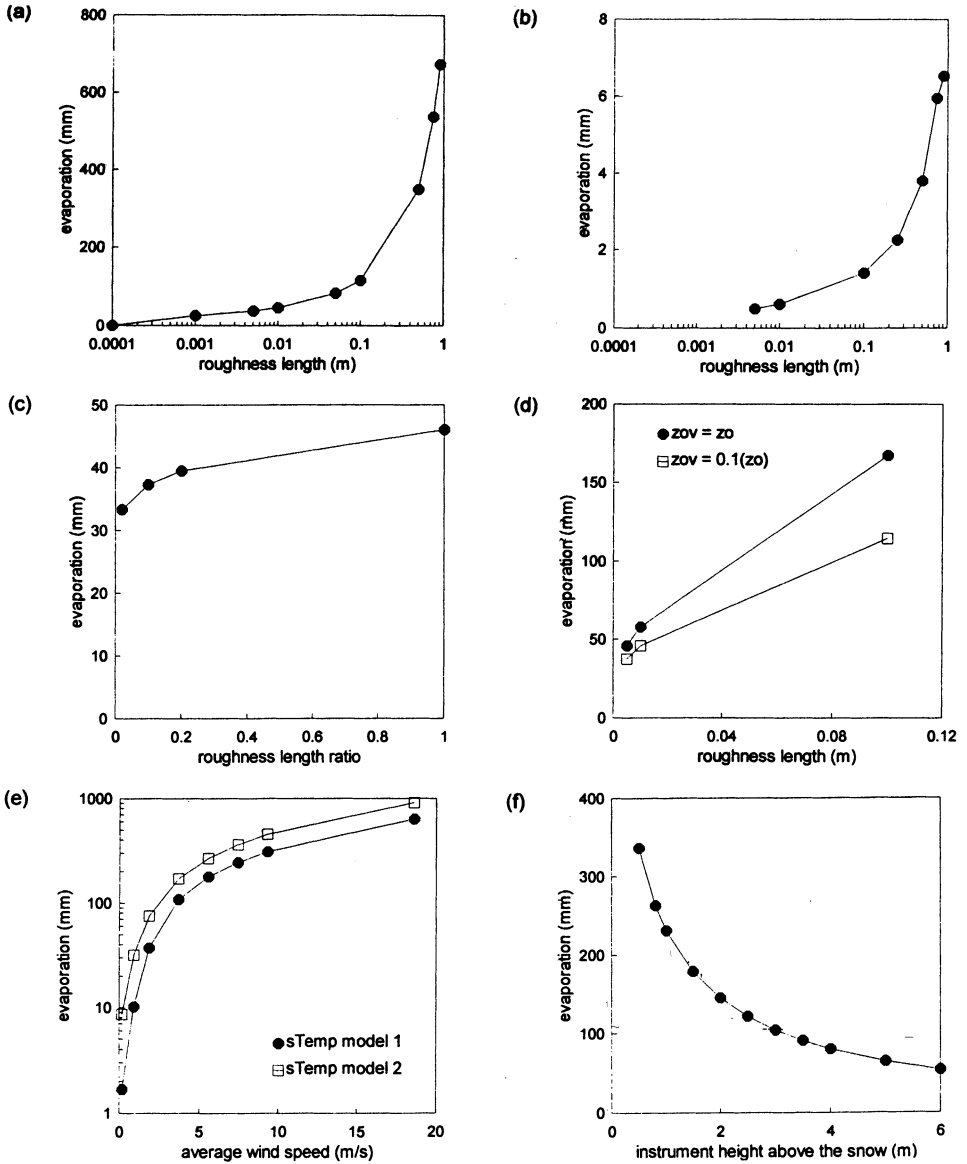 (a)
800
600
400
200
0
evaporation (mm)
0.0001 0.001 0.01 0.1 1
roughness length (m)
(b)
8
6
4
2
0
evaporation (mm)
0.0001 0.001 0.01 0.1 1
roughness length (m)
(c)
50
40
30
20
10
0
evaporation (mm)
0 0.2 0.4 0.6 0.8 1
roughness length ratio
(d)
200
150
100
50
0
evaporation (mm)
zov = zo
zov = 0.1(zo)
0 0.04 0.08 0.12
roughness length (m)
(e)
1000
100
10
1
evaporation (mm)
sTemp model 1
sTemp model 2
0 5 10 15 20
average wind speed (m/s)
(f)
400
300
200
100
0
evaporation (mm)
0 2 4 6
instrument height above the snow (m)